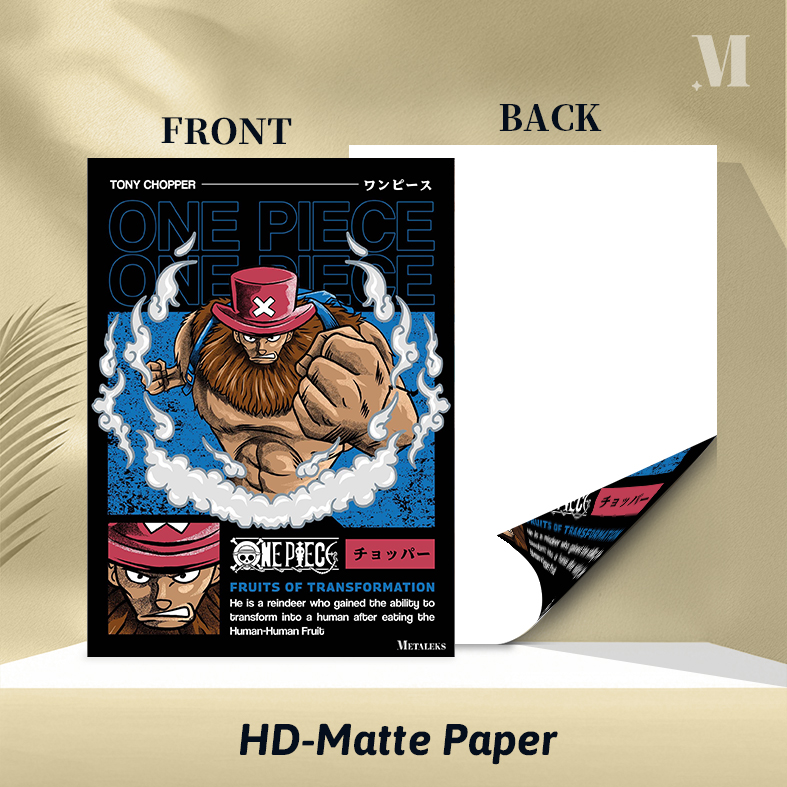 M
FRONT
BACK
TONY CHOPPER
ワンピース
ONE PIECE
ONE PIECE
ONE PIECE
チョッパー
FRUITS OF TRANSFORMATION
He is a reindeer who gained the ability to
transform into a human after eating the
Human-Human Fruit
METALEKS
ONE PIECE
チョッパー
FRUITS OF TRANSFORMATION
HD-Matte Paper